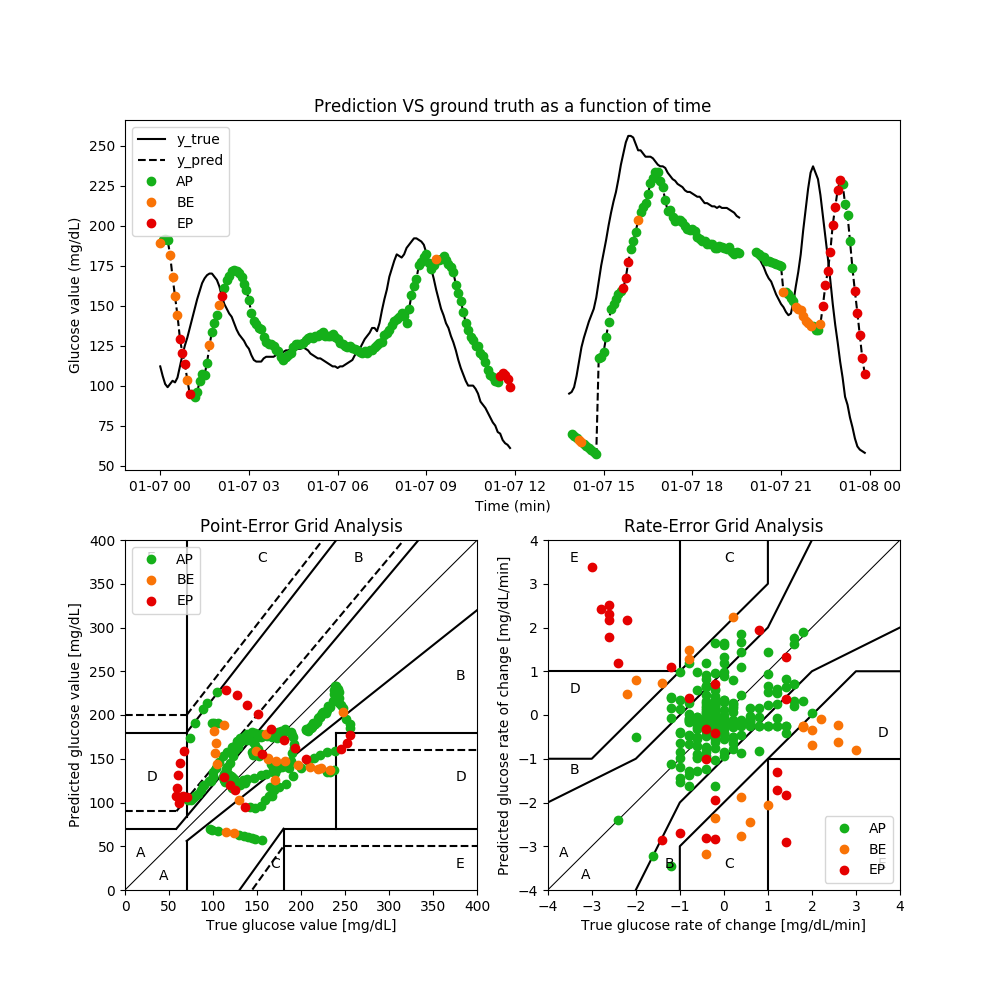 Prediction VS ground truth as a function of time
Glucose value (mg/dL)
250
225
200
175
150
125
100
75
50
y_true
y_pred
AP
BE
EP
01-07 00 01-07 03 01-07 06 01-07 09 01-07 12 01-07 15 01-07 18 01-07 21 01-08 00
Time (min)
Point-Error Grid Analysis
Predicted glucose value [mg/dL]
400
350
300
250
200
150
100
50
0
AP
BE
EP
C B
B
D D
A
A C E
0 50 100 150 200 250 300 350 400
True glucose value [mg/dL]
Rate-Error Grid Analysis
Predicted glucose rate of change [mg/dL/min]
4
3
2
1
0
−1
−2
−3
−4
E C
D
D
B
A
A B C
AP
BE
EP
−4 −3 −2 −1 0 1 2 3 4
True glucose rate of change [mg/dL/min]